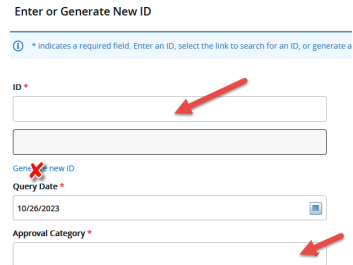 Enter or Generate New ID
* indicates a required field. Enter an ID, select the link to search for an ID, or generate a
ID *
Generate new ID
Query Date *
10/26/2023
Approval Category *